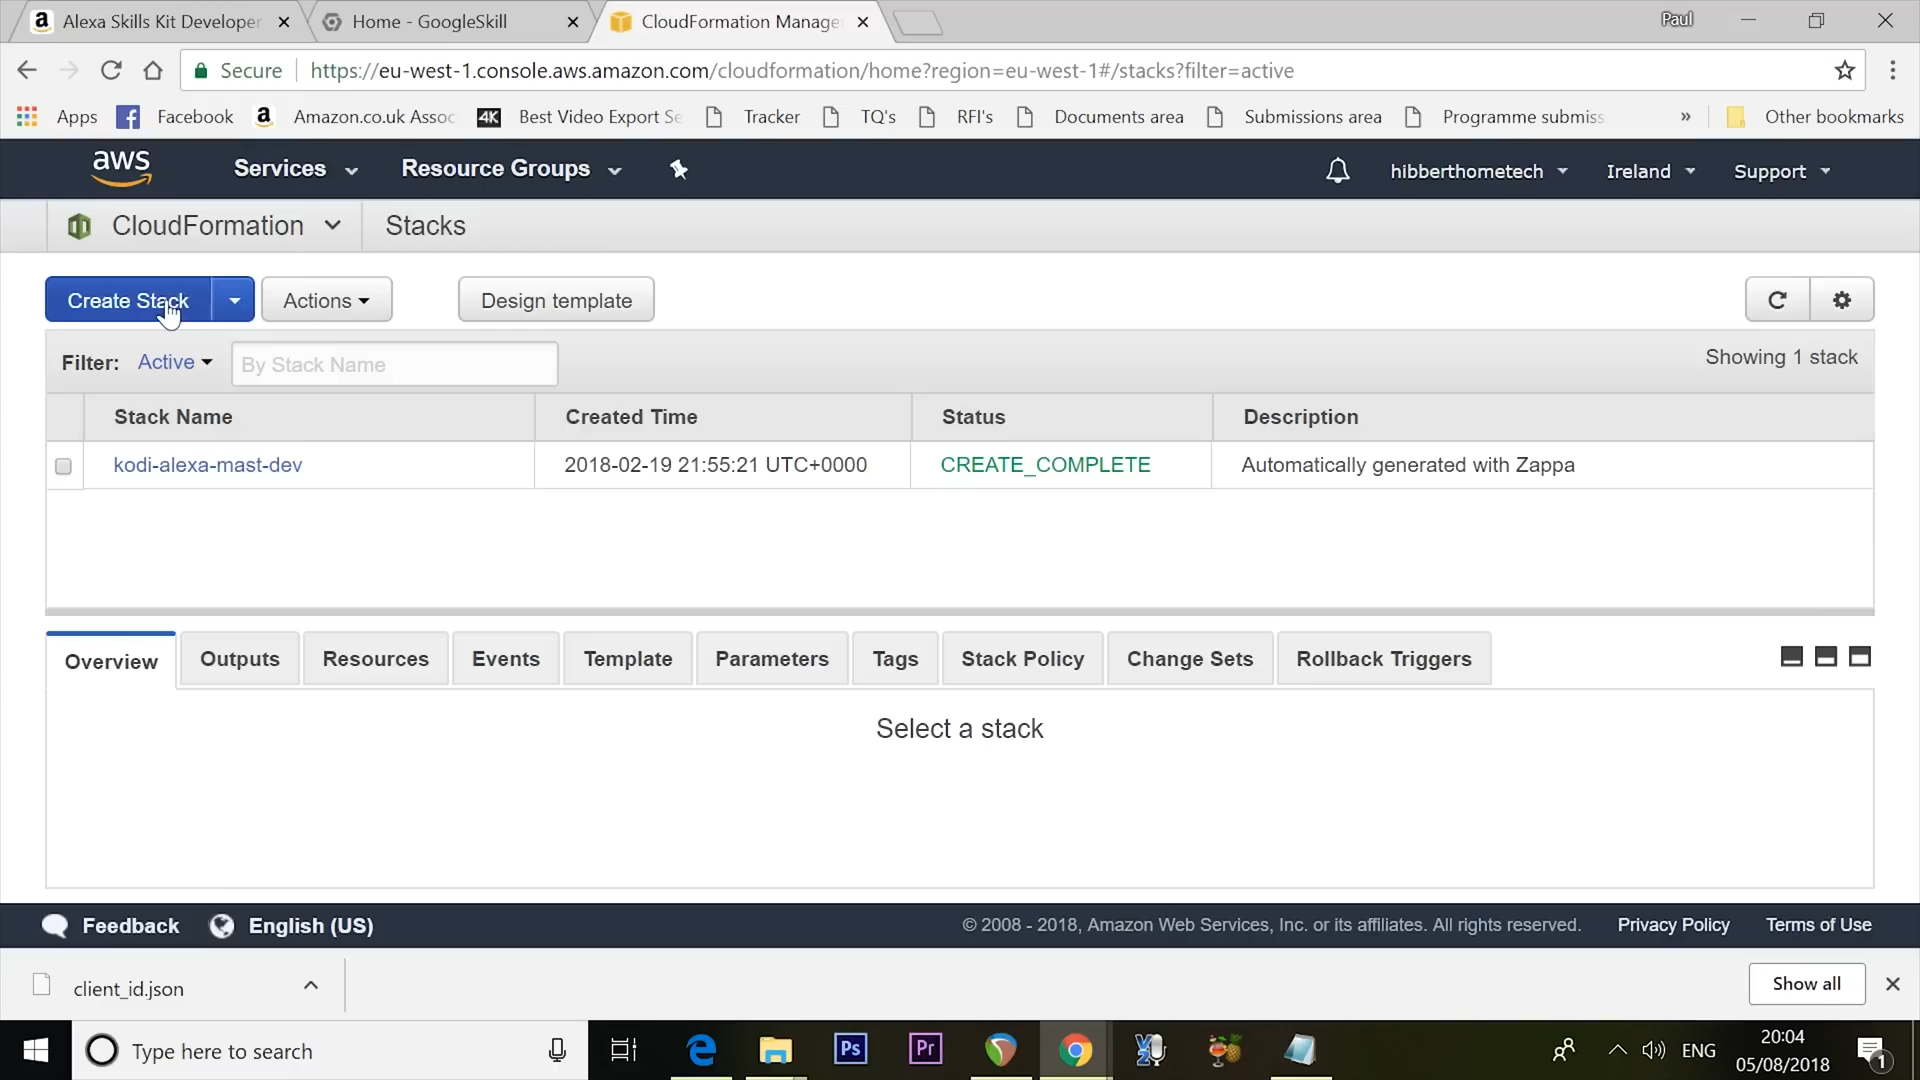 Alexa Skills Kit Developer
Home - GoogleSkill
CloudFormation Manage
Paul
Secure
https://eu-west-1.console.aws.amazon.com/cloudformation/home?region=eu-west-1#/stacks?filter=active
Apps
Facebook
Amazon.co.uk Assoc
4K
Best Video Export Se
Tracker
TQ's
RFI's
Documents area
Submissions area
Programme submiss
»
Other bookmarks
aws
Services
Resource Groups
hibberthometech
Ireland
Support
CloudFormation
Stacks
Create Stack
Actions
Design template
Filter:
Active
By Stack Name
Showing 1 stack
Stack Name
Created Time
Status
Description
kodi-alexa-mast-dev
2018-02-19 21:55:21 UTC+0000
CREATE_COMPLETE
Automatically generated with Zappa
Overview
Outputs
Resources
Events
Template
Parameters
Tags
Stack Policy
Change Sets
Rollback Triggers
Select a stack
Feedback
English (US)
© 2008 - 2018, Amazon Web Services, Inc. or its affiliates. All rights reserved.
Privacy Policy
Terms of Use
client_id.json
Show all
Type here to search
Ps
Pr
ENG
20:04
05/08/2018
1